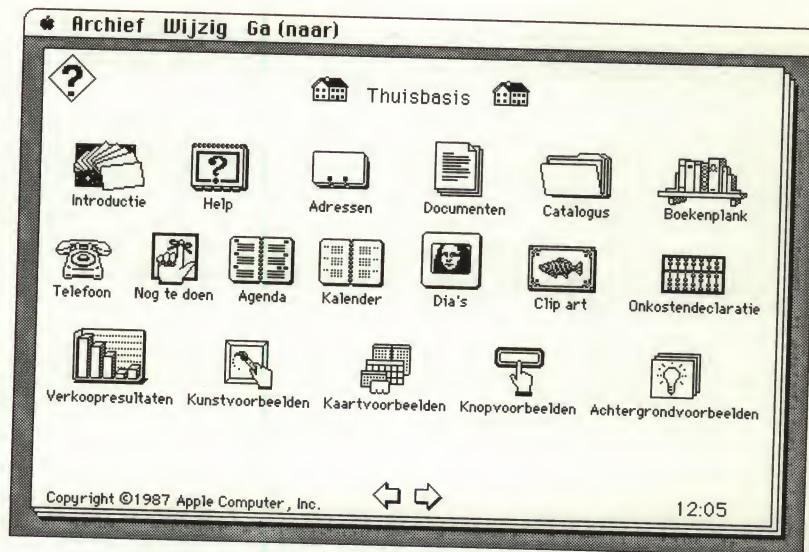 Archief Wijzig Ga (naar)
?
Thuisbasis
?
Introductie Help Adressen Documenten Catalogus Boekenplank
Telefoon Nog te doen Agenda Kalender Dia's Clip art Onkostendeclaratie
Verkoopresultaten Kunstvoorbeelden Kaartvoorbeelden Knopvoorbeelden Achtergrondvoorbeelden
Copyright ©1987 Apple Computer, Inc. 12:05